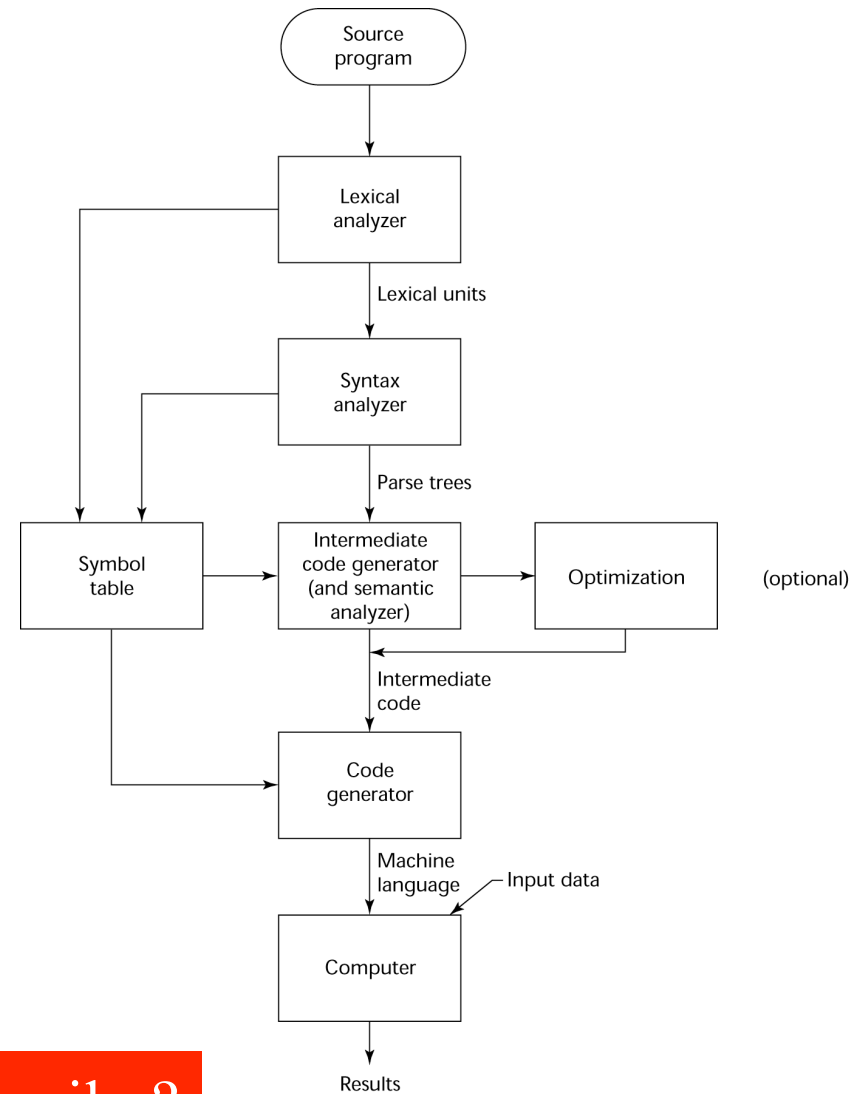 Source
program
Lexical
analyzer
Lexical units
Syntax
analyzer
Parse trees
Symbol
table
Intermediate
code generator
(and semantic
analyzer)
Optimization
(optional)
Intermediate
code
Code
generator
Machine
language
Input data
Computer
Results